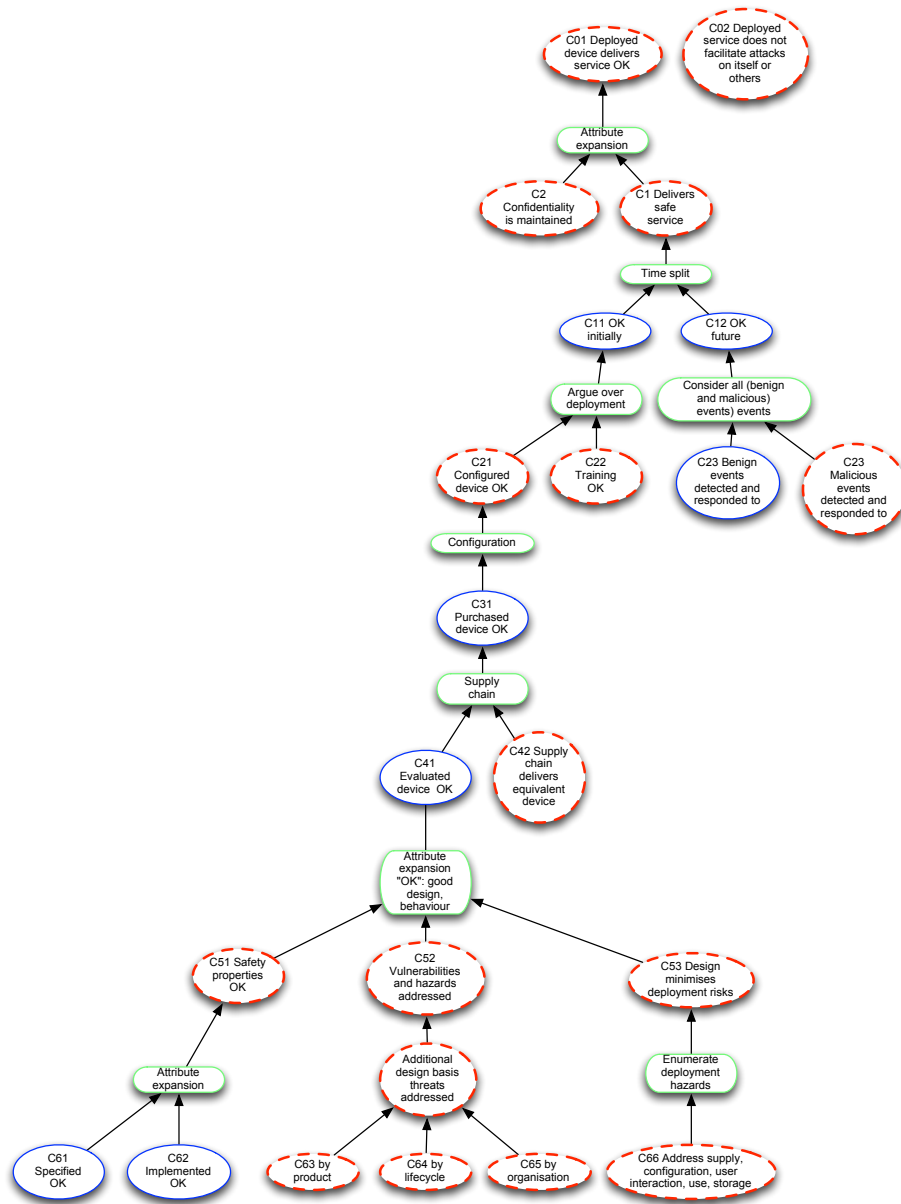 C01 Deployed
device delivers
service OK
C02 Deployed
service does not
facilitate attacks
on itself or
others
Attribute
expansion
C2
Confidentiality
is maintained
C1 Delivers
safe
service
Time split
C11 OK
initially
C12 OK
future
Argue over
deployment
Consider all (benign
and malicious)
events) events
C21
Configured
device OK
C22
Training
OK
C23 Benign
events
detected and
responded to
C23
Malicious
events
detected and
responded to
Configuration
C31
Purchased
device OK
Supply
chain
C41
Evaluated
device OK
C42 Supply
chain
delivers
equivalent
device
Attribute
expansion
"OK": good
design,
behaviour
C51 Safety
properties
OK
C52
Vulnerabilities
and hazards
addressed
C53 Design
minimises
deployment risks
Attribute
expansion
Additional
design basis
threats
addressed
Enumerate
deployment
hazards
C61
Specified
OK
C62
Implemented
OK
C63 by
product
C64 by
lifecycle
C65 by
organisation
C66 Address supply,
configuration, user
interaction, use, storage